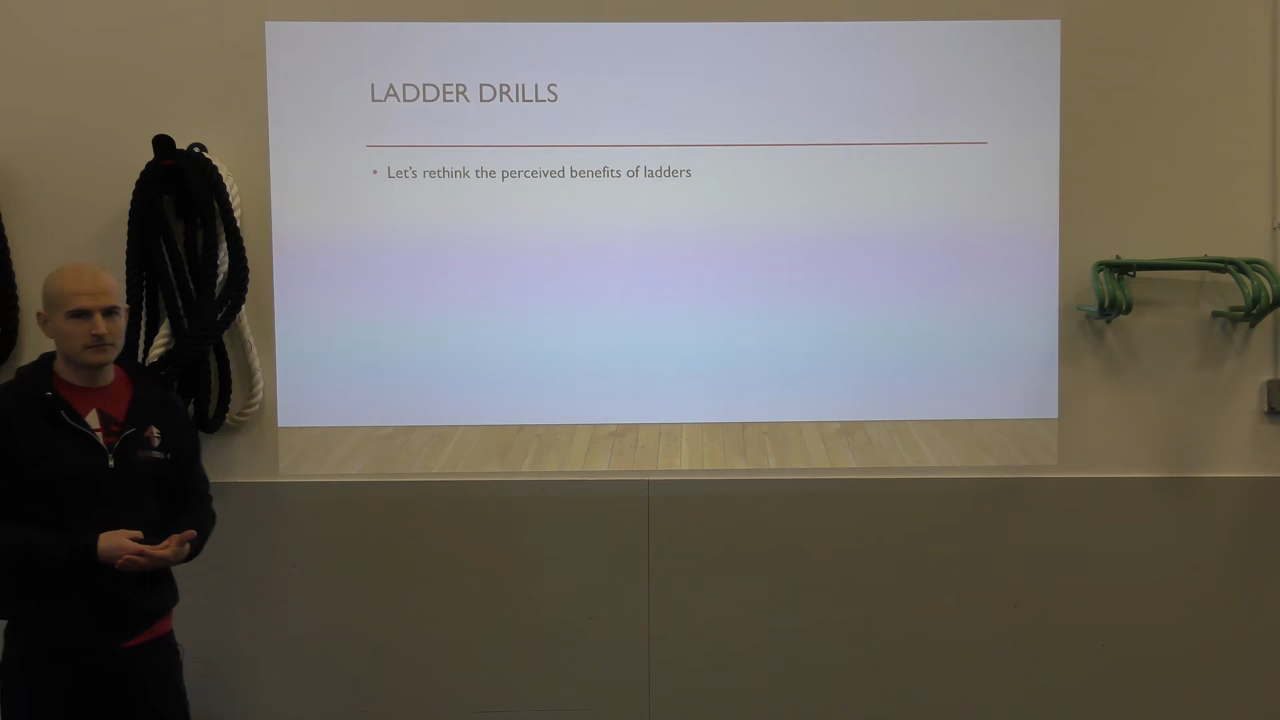 LADDER DRILLS
• Let's rethink the perceived benefits of ladders